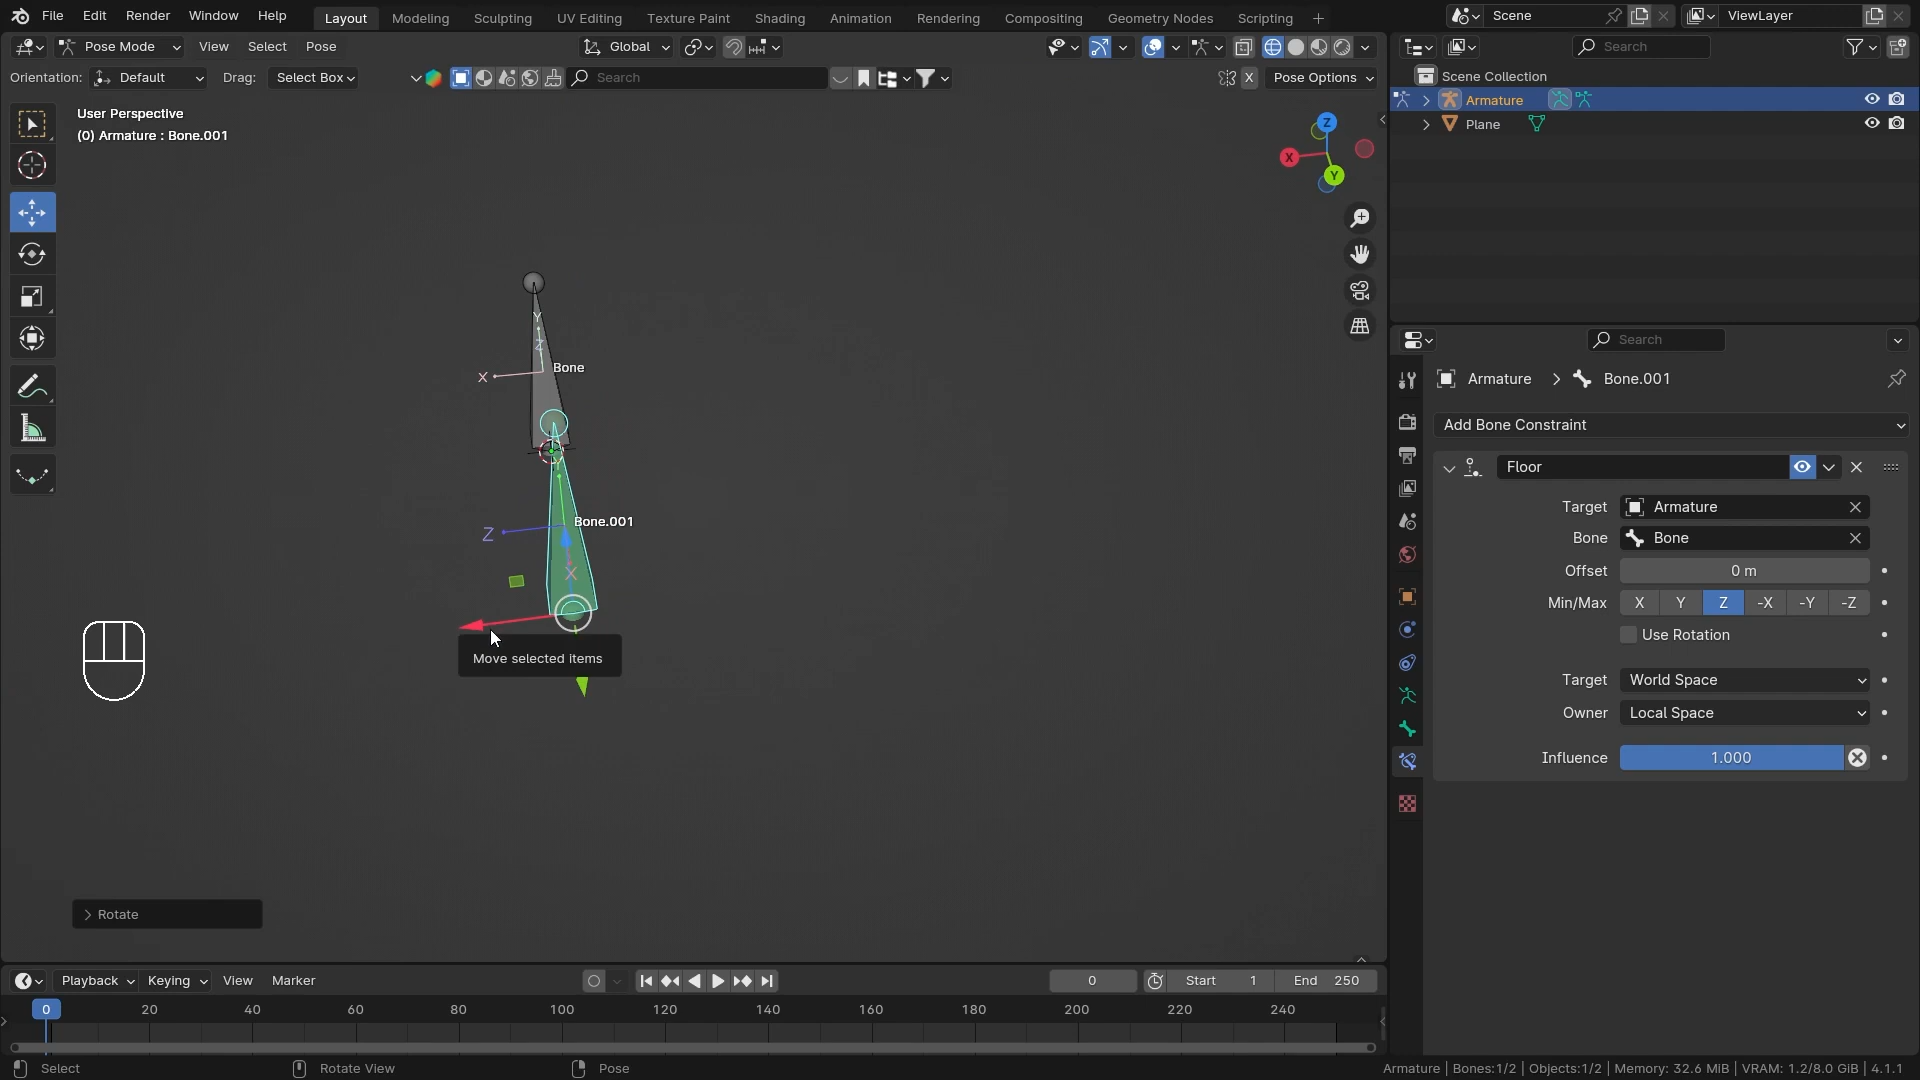 File Edit Render Window Help Layout Modeling Sculpting UV Editing Texture Paint Shading Animation Rendering Compositing Geometry Nodes Scripting + Scene ViewLayer
Pose Mode View Select Pose Global Search
Orientation: Default Drag: Select Box Search X Pose Options
Scene Collection
Armature
Plane
User Perspective
(0) Armature : Bone.001
Z
X
Y
Y
Z
X
Bone
Y
Bone.001
Z
X
Move selected items
Rotate
Search
Armature > Bone.001
Add Bone Constraint
Floor
Target Armature
Bone Bone
Offset 0 m
Min/Max X Y Z -X -Y -Z
Use Rotation
Target World Space
Owner Local Space
Influence 1.000
Playback Keying View Marker 0 Start 1 End 250
0 20 40 60 80 100 120 140 160 180 200 220 240
Select Rotate View Pose Armature | Bones:1/2 | Objects:1/2 | Memory: 32.6 MiB | VRAM: 1.2/8.0 GiB | 4.1.1